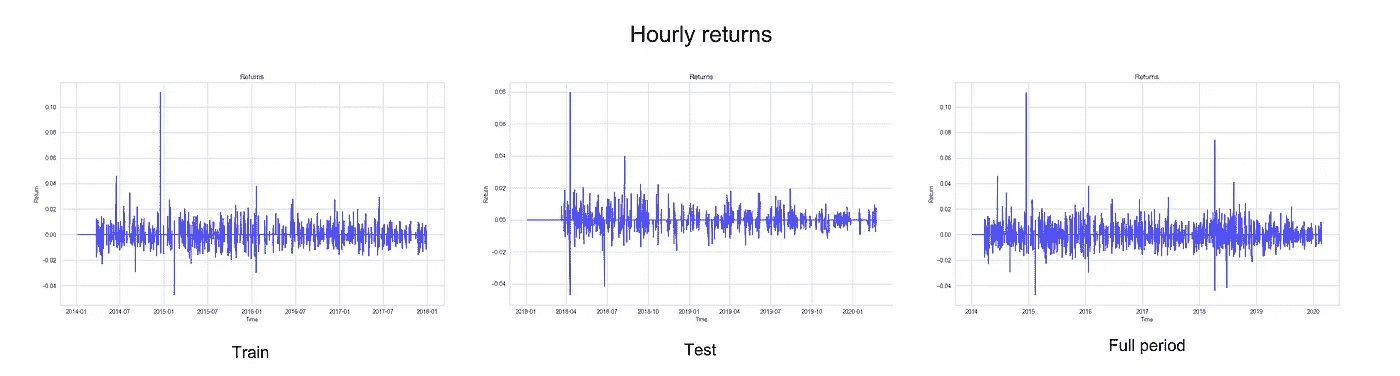 Hourly returns
Returns
0.10
0.08
0.06
0.04
0.02
0.00
-0.02
-0.04
Return
2014-01 2014-07 2015-01 2015-07 2016-01 2016-07 2017-01 2017-07 2018-01
Time
Train
Returns
0.08
0.06
0.04
0.02
0.00
-0.02
-0.04
Return
2018-01 2018-04 2018-07 2018-10 2019-01 2019-04 2019-07 2019-10 2020-01
Time
Test
Returns
0.10
0.08
0.06
0.04
0.02
0.00
-0.02
-0.04
Return
2014 2015 2016 2017 2018 2019 2020
Time
Full period